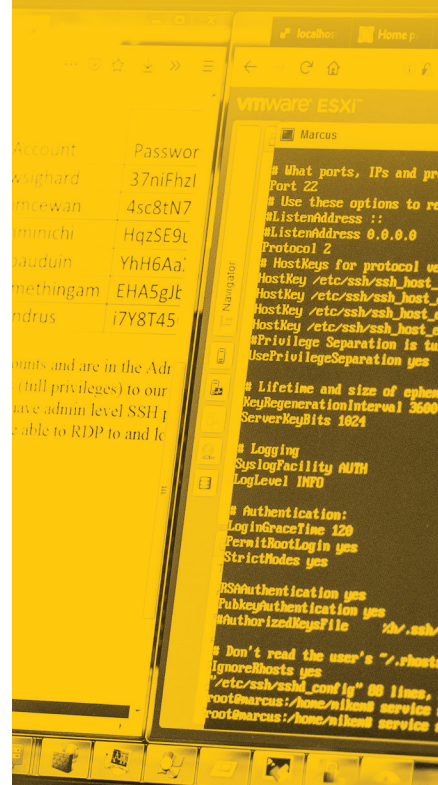 localhos
Home p
vmware ESXi
Marcus
Account Passwor
wsighard 37niFhzl
mcewan 4sc8tN7
iminichi HqzSE9u
bauduin YhH6Aa
methingam EHA5gJt
ndrus i7Y8T45
ounts and are in the Adr
(full privileges) to our
have admin level SSH p
e able to RDP to and lo
Navigator
# What ports, IPs and pr
Port 22
# Use these options to re
#ListenAddress ::
#ListenAddress 0.0.0.0
Protocol 2
# HostKeys for protocol ve
HostKey /etc/ssh/ssh_host_
HostKey /etc/ssh/ssh_host_
HostKey /etc/ssh/ssh_host_e
HostKey /etc/ssh/ssh_host_e
#Privilege Separation is tu
UsePrivilegeSeparation yes
# Lifetime and size of ephem
KeyRegenerationInterval 3600
ServerKeyBits 1024
# Logging
SyslogFacility AUTH
LogLevel INFO
# Authentication:
LoginGraceTime 120
PermitRootLogin yes
StrictModes yes
RSAAuthentication yes
PubkeyAuthentication yes
#AuthorizedKeysFile %h/.ssh/
# Don't read the user's ~/.rhost
IgnoreRhosts yes
"/etc/ssh/sshd_config" 88 lines,
root@marcus:/home/mikem# service
root@marcus:/home/mikem# service